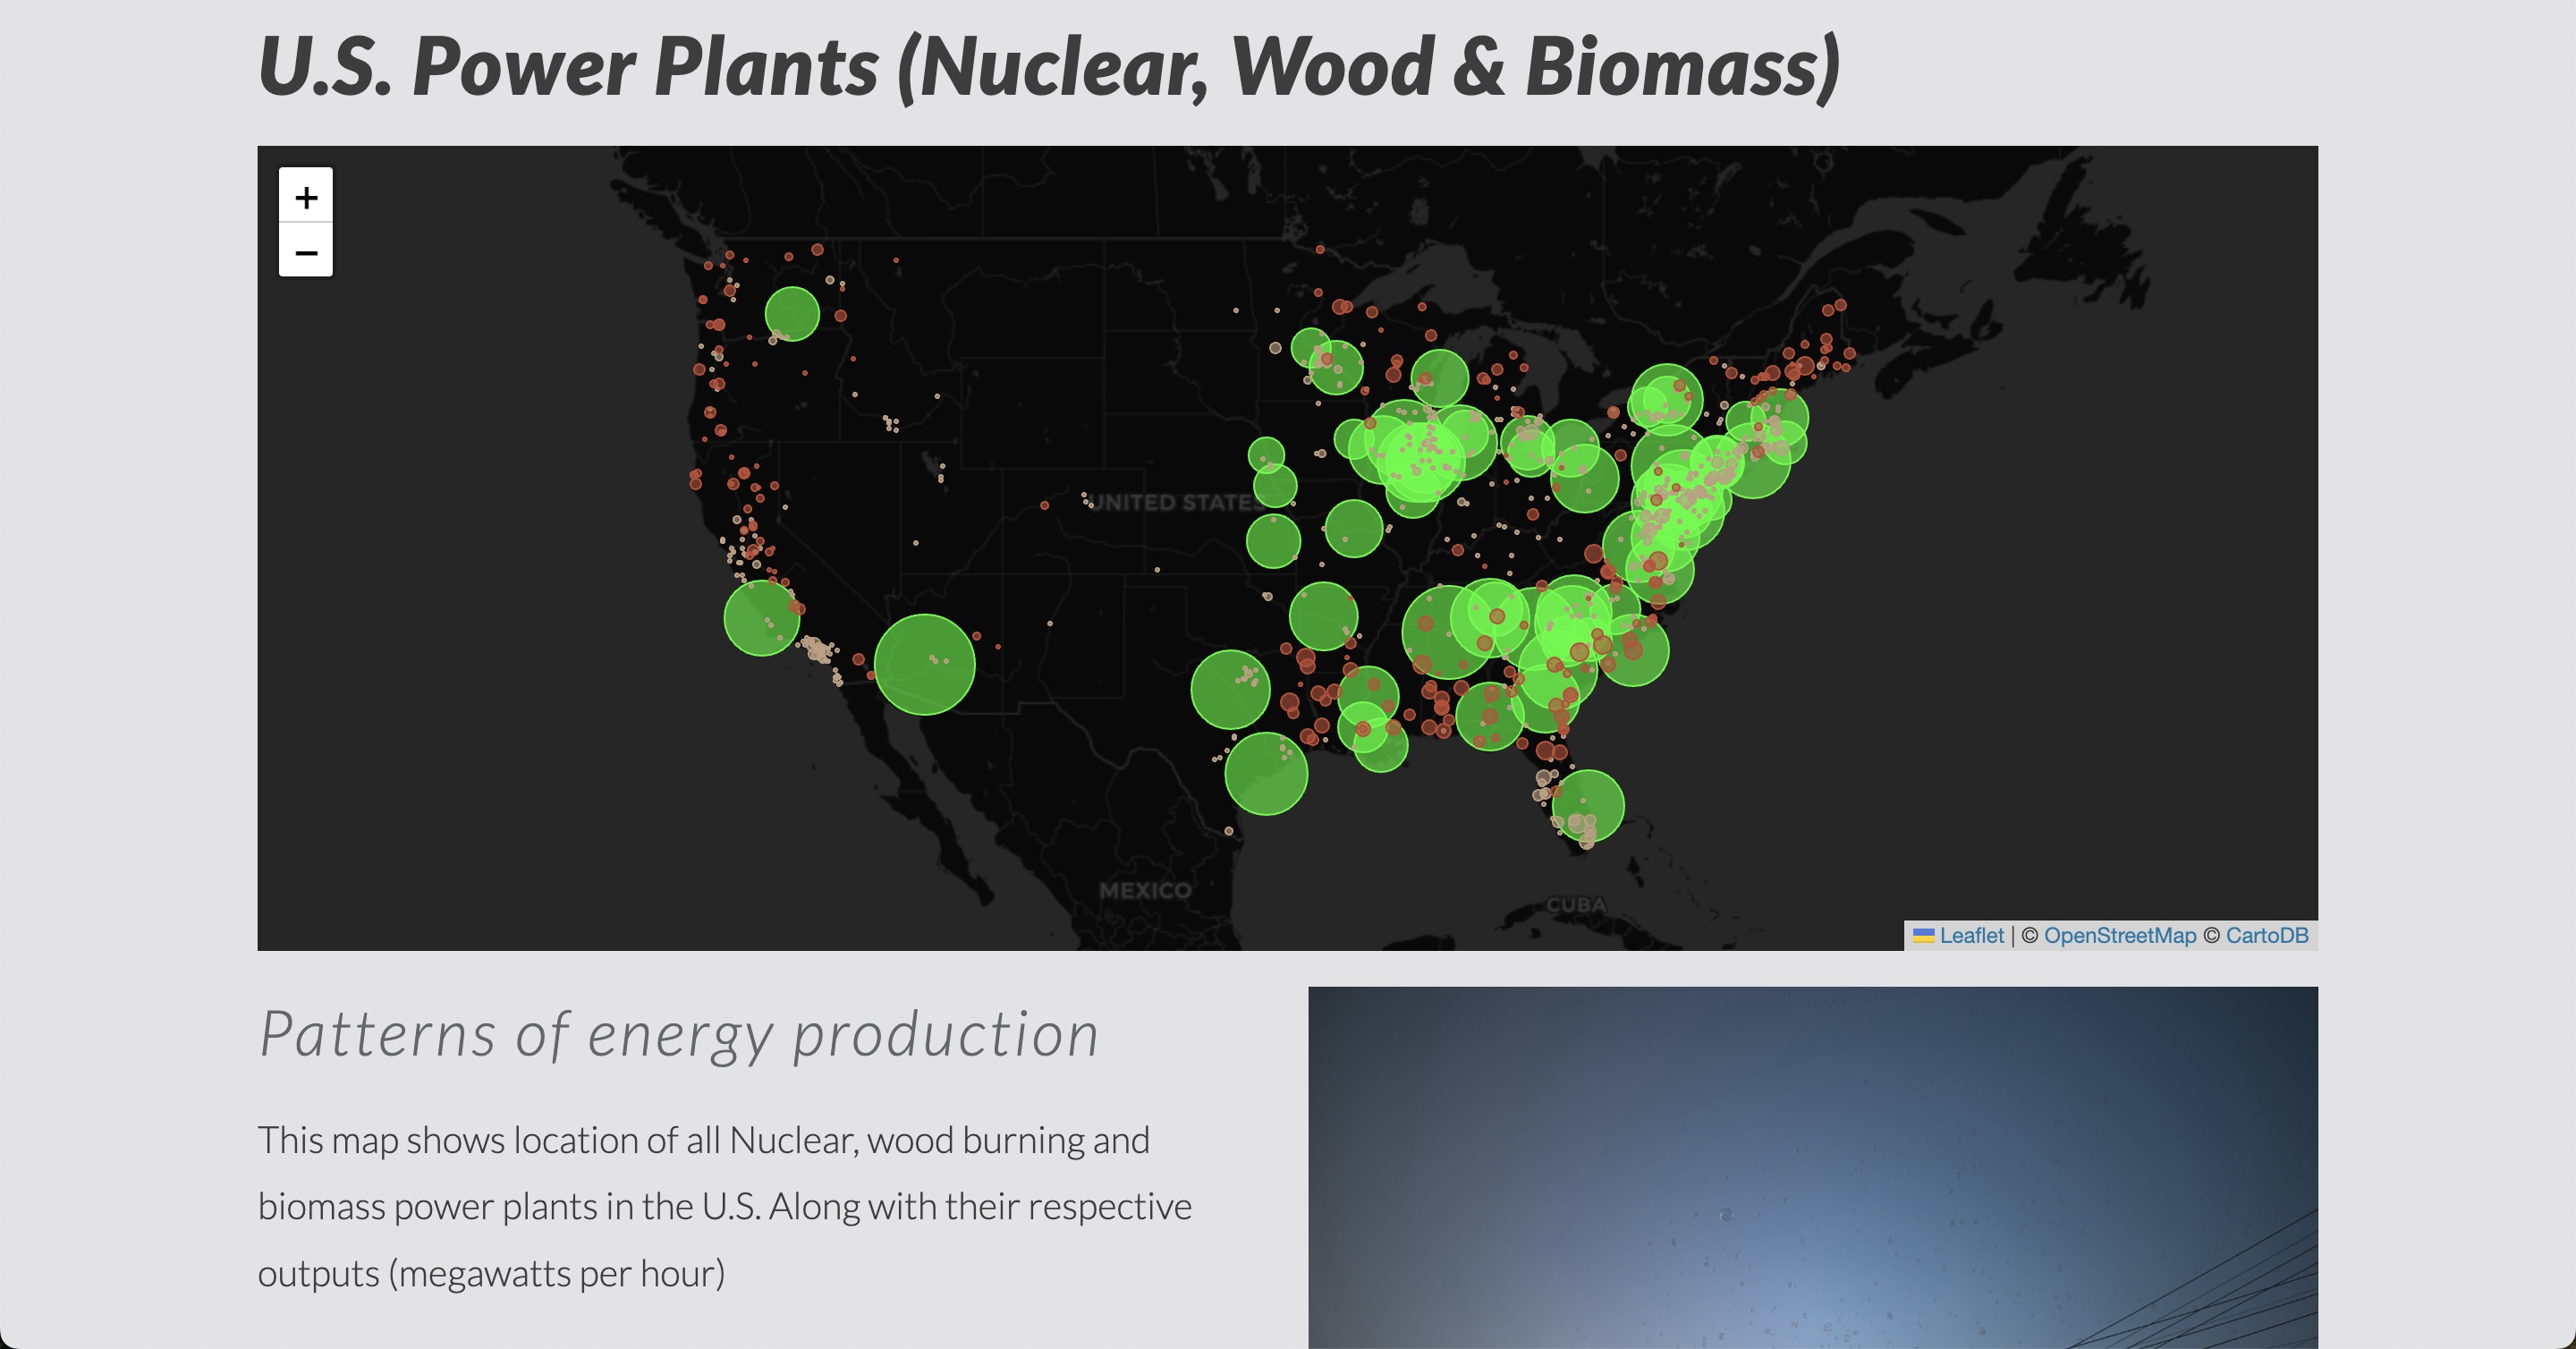 U.S. Power Plants (Nuclear, Wood & Biomass)
+
−
UNITED STATES
MEXICO
CUBA
Leaflet | © OpenStreetMap © CartoDB
Patterns of energy production
This map shows location of all Nuclear, wood burning and
biomass power plants in the U.S. Along with their respective
outputs (megawatts per hour)